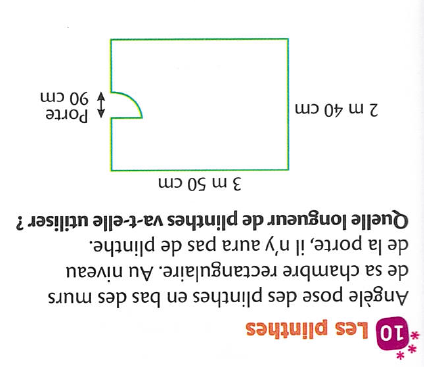 10 Les plinthes
Angèle pose des plinthes en bas des murs
de sa chambre rectangulaire. Au niveau
de la porte, il n'y aura pas de plinthe.
Quelle longueur de plinthes va-t-elle utiliser ?
3 m 50 cm
2 m 40 cm
Porte
90 cm